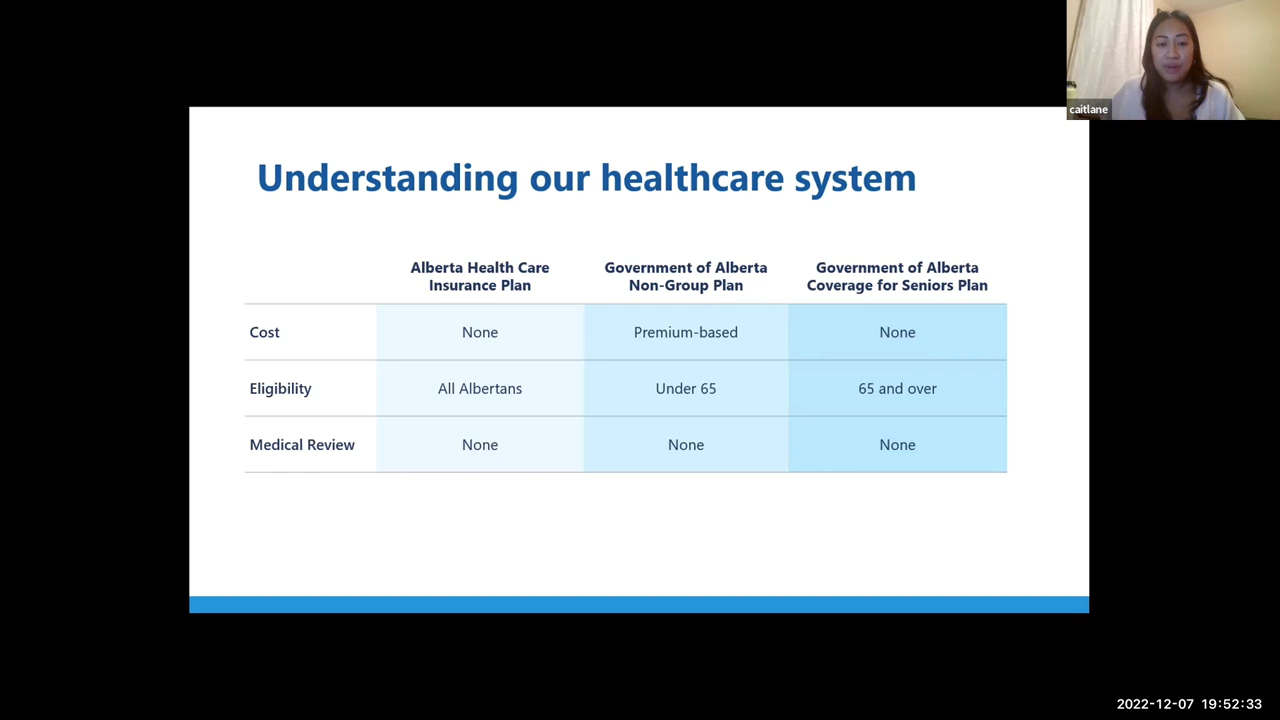 caitlane
Understanding our healthcare system
Alberta Health Care
Insurance Plan
Government of Alberta
Non-Group Plan
Government of Alberta
Coverage for Seniors Plan
Cost None Premium-based None
Eligibility All Albertans Under 65 65 and over
Medical Review None None None
2022-12-07 19:52:33